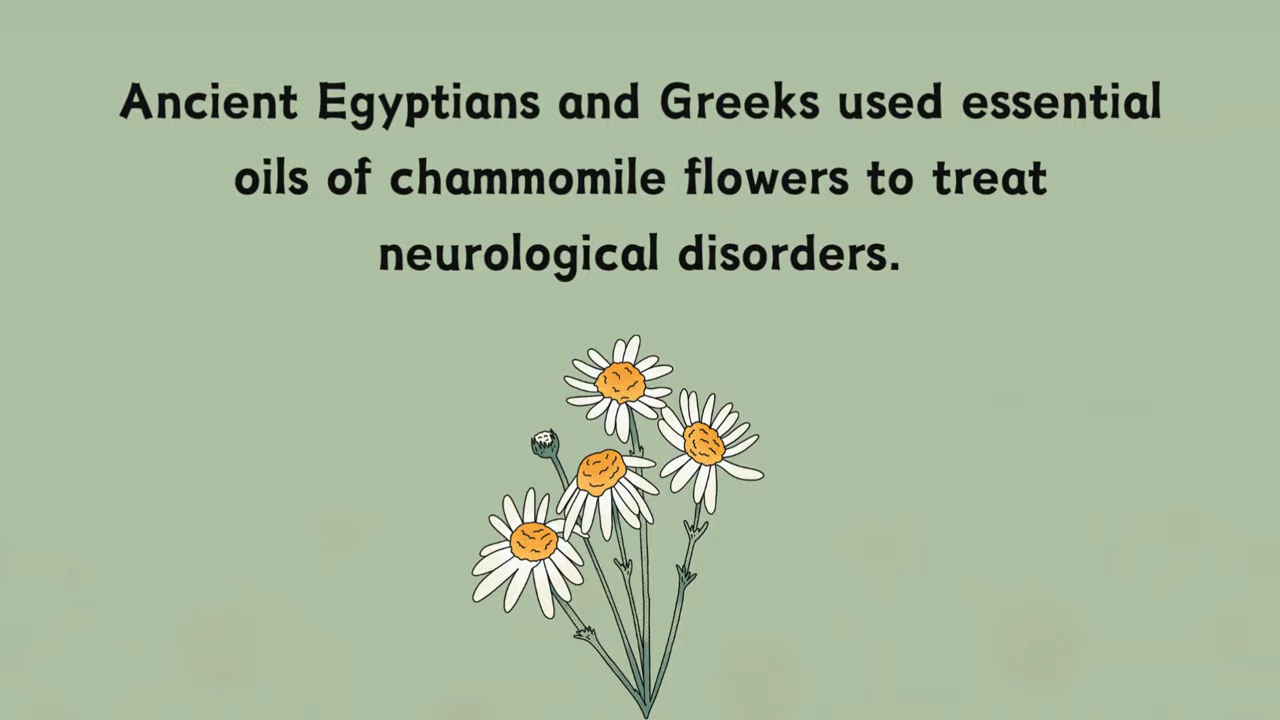 Ancient Egyptians and Greeks used essential
oils of chammomile flowers to treat
neurological disorders.